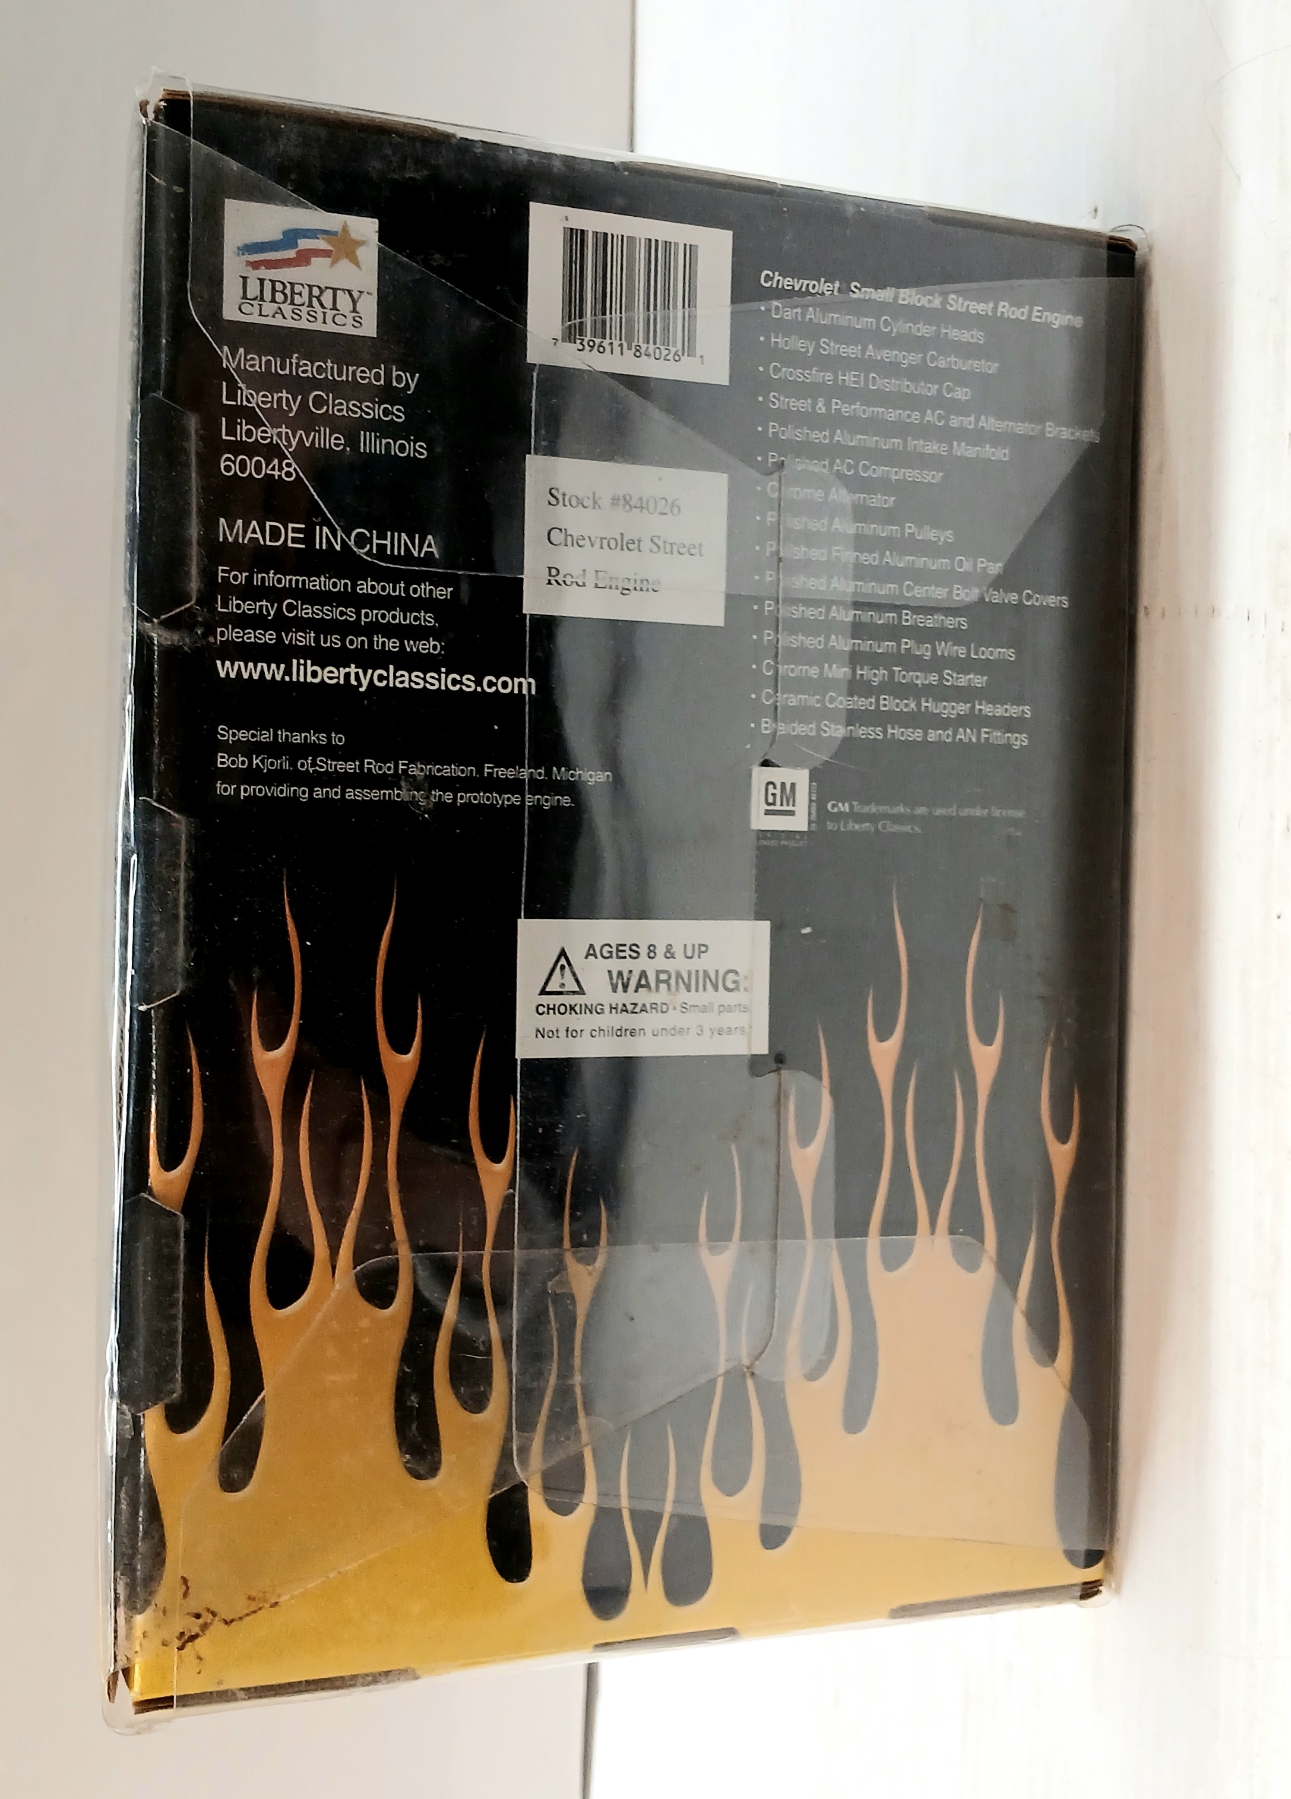 LIBERTY™
CLASSICS
Manufactured by
Liberty Classics
Libertyville, Illinois
60048
MADE IN CHINA
For information about other
Liberty Classics products,
please visit us on the web:
www.libertyclassics.com
Special thanks to
Bob Kjorli. of Street Rod Fabrication, Freeland, Michigan
for providing and assembling the prototype engine.
7 39611 84026 1
Stock #84026
Chevrolet Street
Rod Engine
AGES 8 & UP
WARNING:
CHOKING HAZARD - Small parts
Not for children under 3 years
Chevrolet Small Block Street Rod Engine
• Dart Aluminum Cylinder Heads
• Holley Street Avenger Carburetor
• Crossfire HEI Distributor Cap
• Street & Performance AC and Alternator Brackets
• Polished Aluminum Intake Manifold
• Polished AC Compressor
• Chrome Alternator
• Polished Aluminum Pulleys
• Polished Finned Aluminum Oil Pan
• Polished Aluminum Center Bolt Valve Covers
• Polished Aluminum Breathers
• Polished Aluminum Plug Wire Looms
• Chrome Mini High Torque Starter
• Ceramic Coated Block Hugger Headers
• Braided Stainless Hose and AN Fittings
GM
GM Trademarks are used under license
to Liberty Classics.